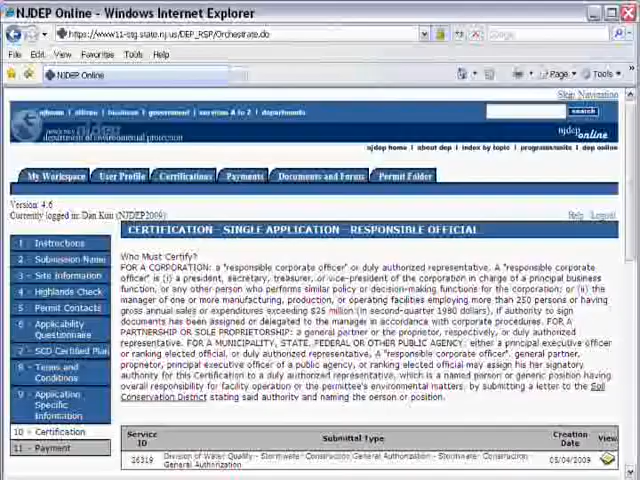 NJDEP Online - Windows Internet Explorer
https://www11-stg.state.nj.us/DEP_RSP/Orchestrate.do
Google
File Edit View Favorites Tools Help
NJDEP Online
Page Tools
Skip Navigation
njhome | citizen | business | government | services A to Z | departments
search
njdep
department of environmental protection
njdep online
njdep home | about dep | index by topic | programs/units | dep online
My Workspace User Profile Certifications Payments Documents and Forms Permit Folder
Version: 4.6
Currently logged in: Dan Kun (NJDEP2009)
Help Logout
CERTIFICATION - SINGLE APPLICATION - RESPONSIBLE OFFICIAL
1 - Instructions
2 - Submission Name
3 - Site Information
4 - Highlights Check
5 - Permit Contacts
6 - Applicability Questionnaire
7 - SCD Certified Plan
8 - Terms and Conditions
9 - Application Specific Information
10 - Certification
11 - Payment
Who Must Certify?
FOR A CORPORATION: a "responsible corporate officer" or duly authorized representative. A "responsible corporate
officer" is (i) a president, secretary, treasurer, or vice-president of the corporation in charge of a principal business
function, or any other person who performs similar policy or decision-making functions for the corporation; or (ii) the
manager of one or more manufacturing, production, or operating facilities employing more than 250 persons or having
gross annual sales or expenditures exceeding $25 million (in second-quarter 1980 dollars), if authority to sign
documents has been assigned or delegated to the manager in accordance with corporate procedures. FOR A
PARTNERSHIP OR SOLE PROPRIETORSHIP: a general partner or the proprietor, respectively, or duly authorized
representative. FOR A MUNICIPALITY, STATE, FEDERAL OR OTHER PUBLIC AGENCY: either a principal executive officer
or ranking elected official, or duly authorized representative. A "responsible corporate officer", general partner,
proprietor, principal executive officer of a public agency, or ranking elected official may assign his/her signatory
authority for this Certification to a duly authorized representative, which is a named person or generic position having
overall responsibility for facility operation or the permittee's environmental matters, by submitting a letter to the Soil
Conservation District stating said authority and naming the person or position.
Service ID Submittal Type Creation Date View
26319 Division of Water Quality - Stormwater Construction General Authorization - Stormwater Construction General Authorization 05/04/2009